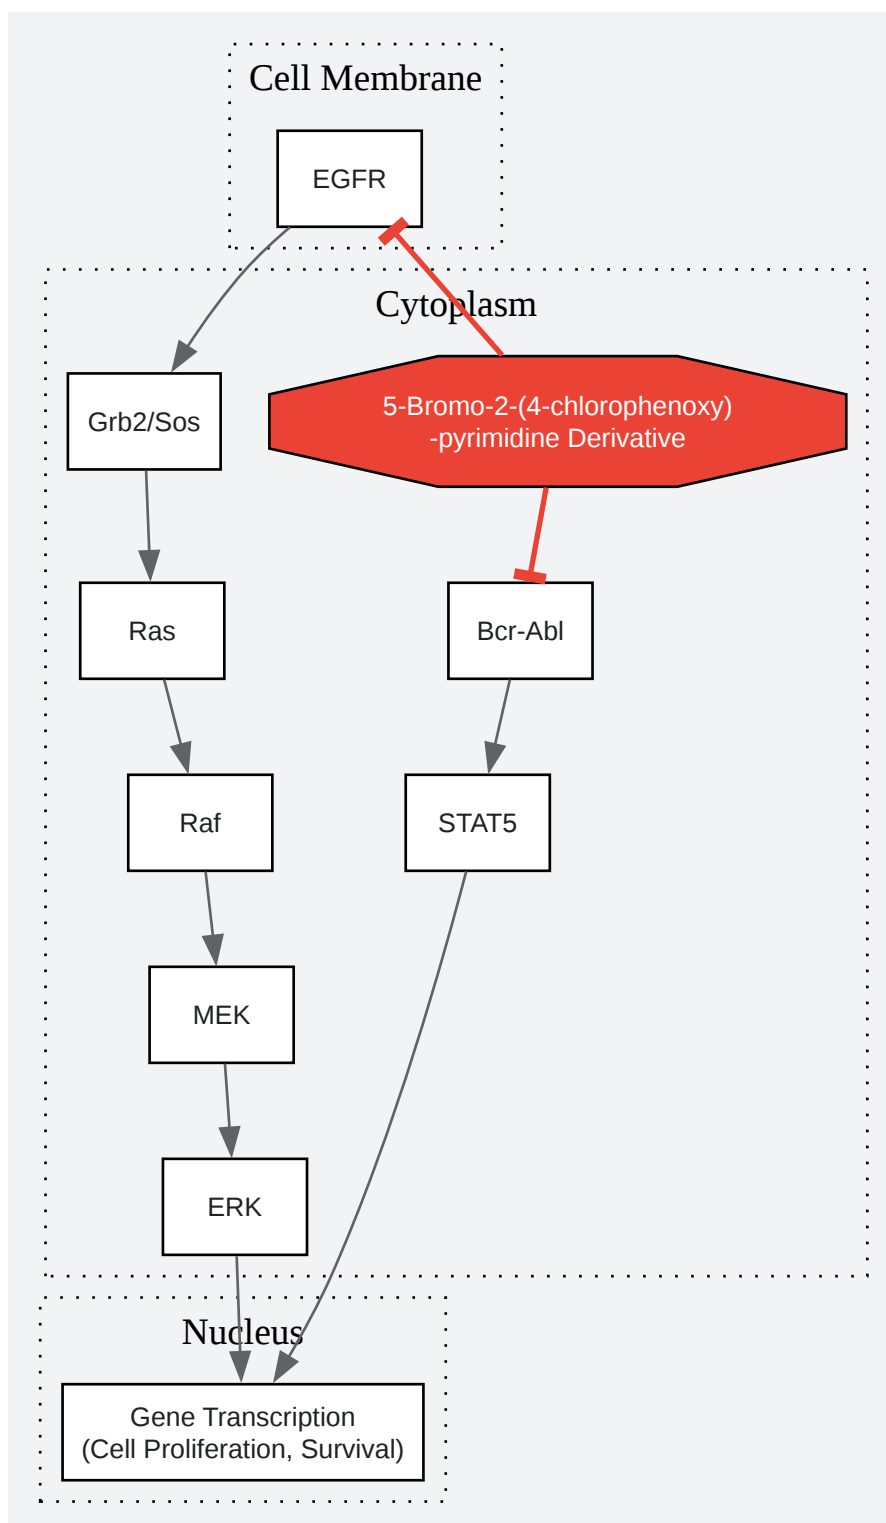 Cell Membrane
EGFR
Cytoplasm
Grb2/Sos
5-Bromo-2-(4-chlorophenoxy)
-pyrimidine Derivative
Ras
Bcr-Abl
Raf
STAT5
MEK
ERK
Nucleus
Gene Transcription
(Cell Proliferation, Survival)